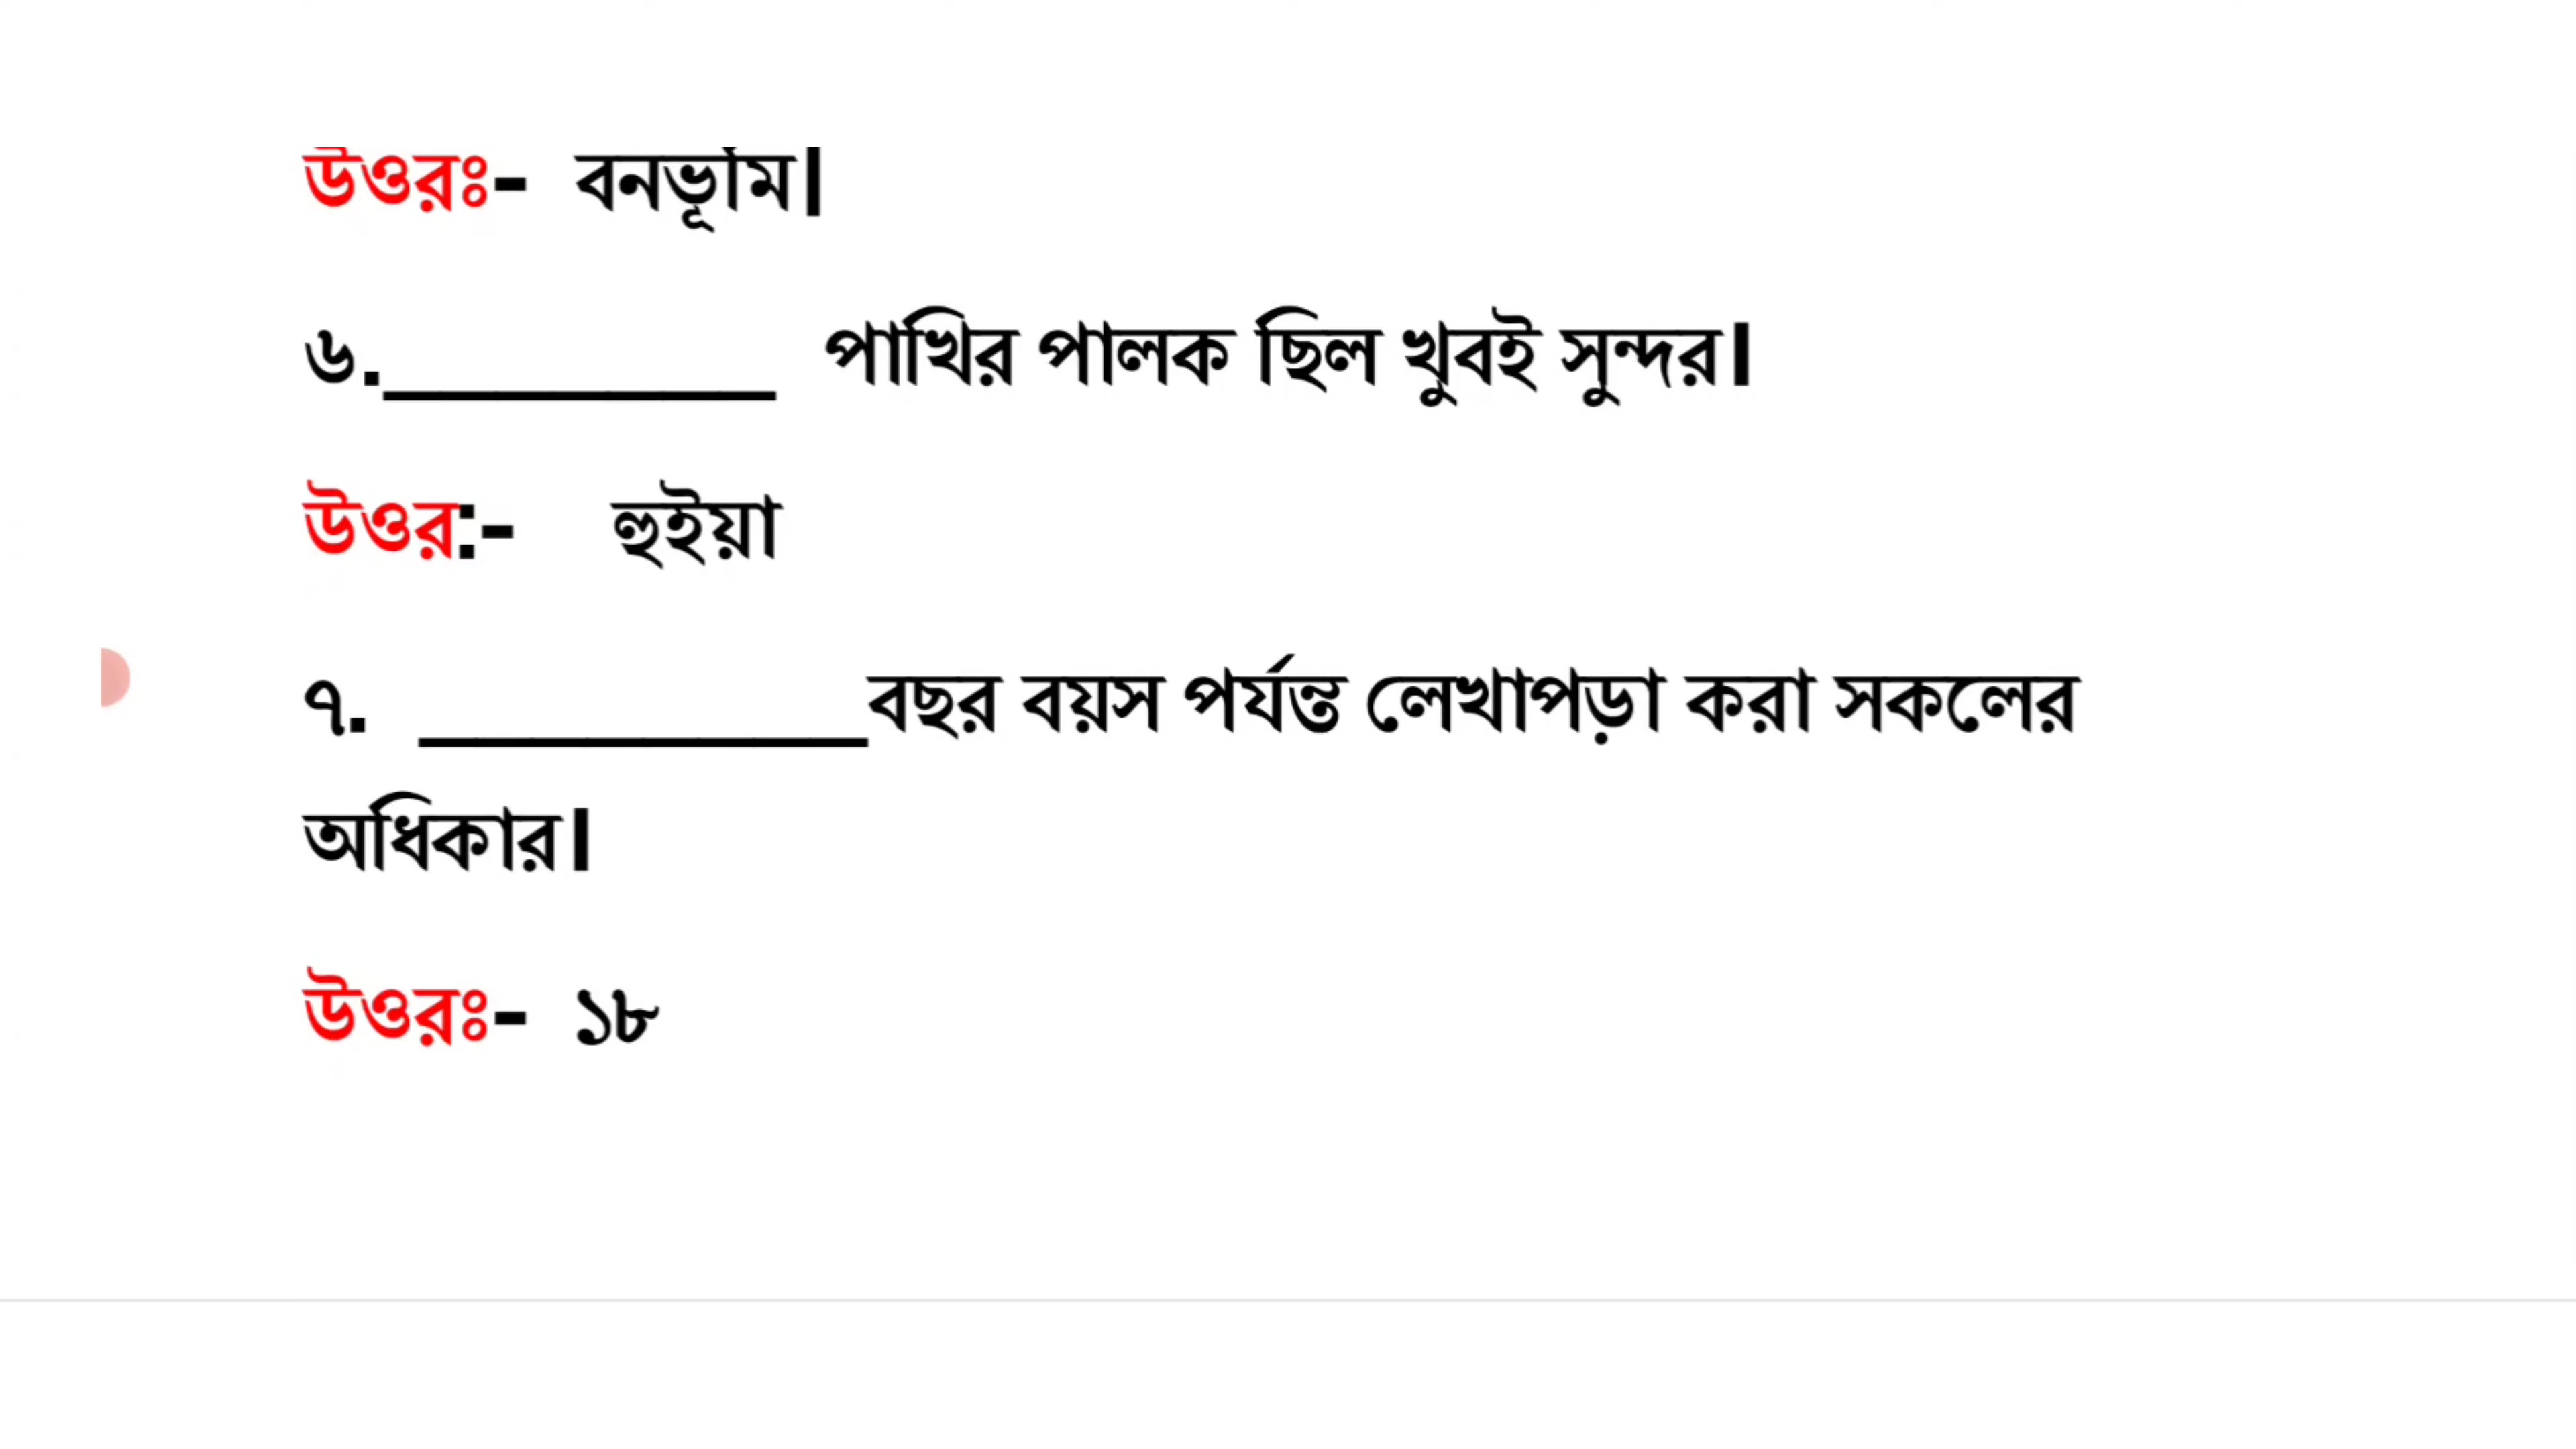 উওরঃ- বনভূমি।
৬.__________ পাখির পালক ছিল খুবই সুন্দর।
উওর:- হুইয়া
৭. ___________বছর বয়স পর্যন্ত লেখাপড়া করা সকলের
অধিকার।
উওরঃ- ১৮